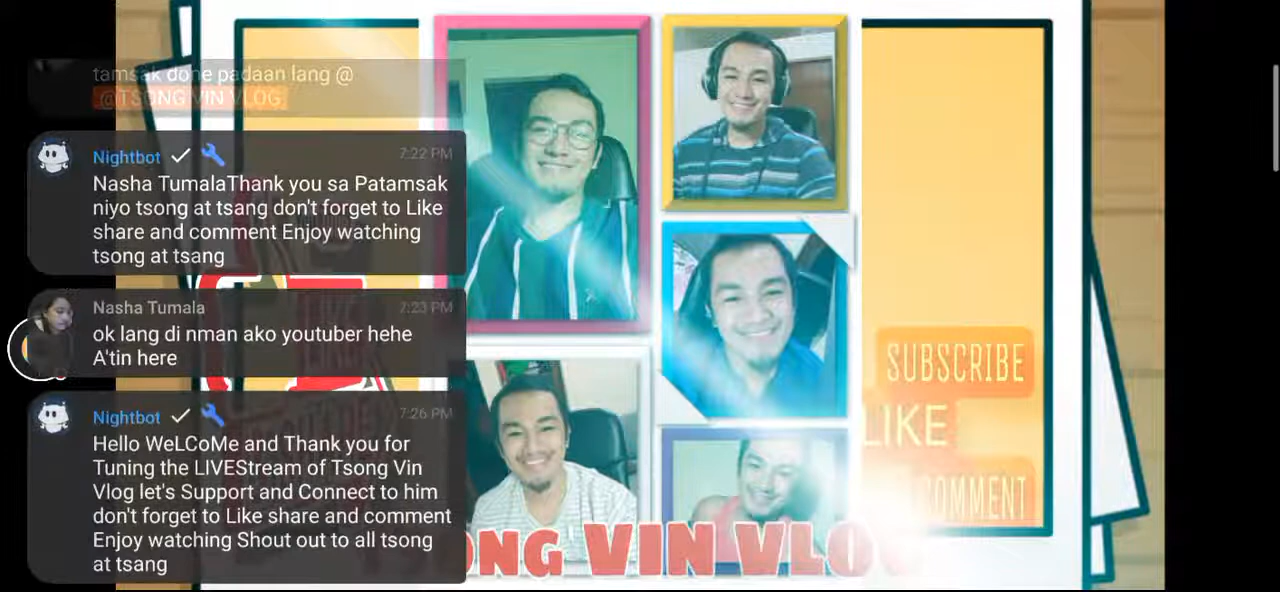 tamsak done padaan lang @
@TSONG VIN VLOG
Nightbot
7:22 PM
Nasha TumalaThank you sa Patamsak
niyo tsong at tsang don't forget to Like
share and comment Enjoy watching
tsong at tsang
Nasha Tumala
7:23 PM
ok lang di nman ako youtuber hehe
A'tin here
Nightbot
7:26 PM
Hello WeLCoMe and Thank you for
Tuning the LIVEStream of Tsong Vin
Vlog let's Support and Connect to him
don't forget to Like share and comment
Enjoy watching Shout out to all tsong
at tsang
SUBSCRIBE
LIKE
COMMENT
ONG VIN VLOG